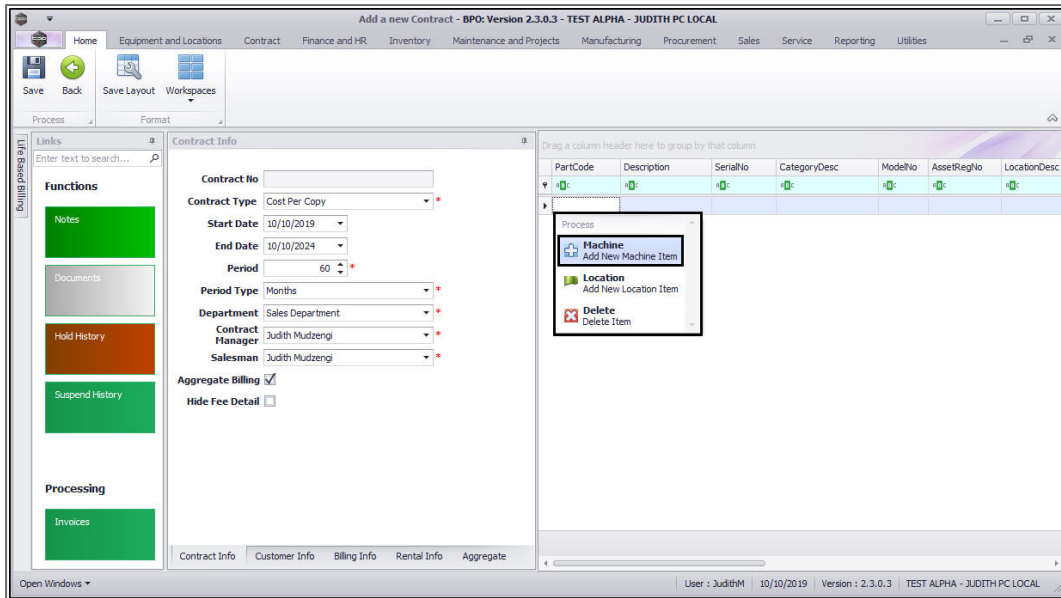 Add a new Contract - BPO: Version 2.3.0.3 - TEST ALPHA - JUDITH PC LOCAL
Home Equipment and Locations Contract Finance and HR Inventory Maintenance and Projects Manufacturing Procurement Sales Service Reporting Utilities
Save Back Save Layout Workspaces
Process Format
Life Based Billing
Links
Enter text to search...
Functions
Notes
Documents
Hold History
Suspend History
Processing
Invoices
Contract Info
Contract No
Contract Type Cost Per Copy *
Start Date 10/10/2019
End Date 10/10/2024
Period 60 *
Period Type Months *
Department Sales Department *
Contract
Manager Judith Mudzengi *
Salesman Judith Mudzengi *
Aggregate Billing
Hide Fee Detail
Contract Info Customer Info Billing Info Rental Info Aggregate
Drag a column header here to group by that column
PartCode Description SerialNo CategoryDesc ModelNo AssetRegNo LocationDesc
Process
Machine
Add New Machine Item
Location
Add New Location Item
Delete
Delete Item
Open Windows User : JudithM 10/10/2019 Version : 2.3.0.3 TEST ALPHA - JUDITH PC LOCAL